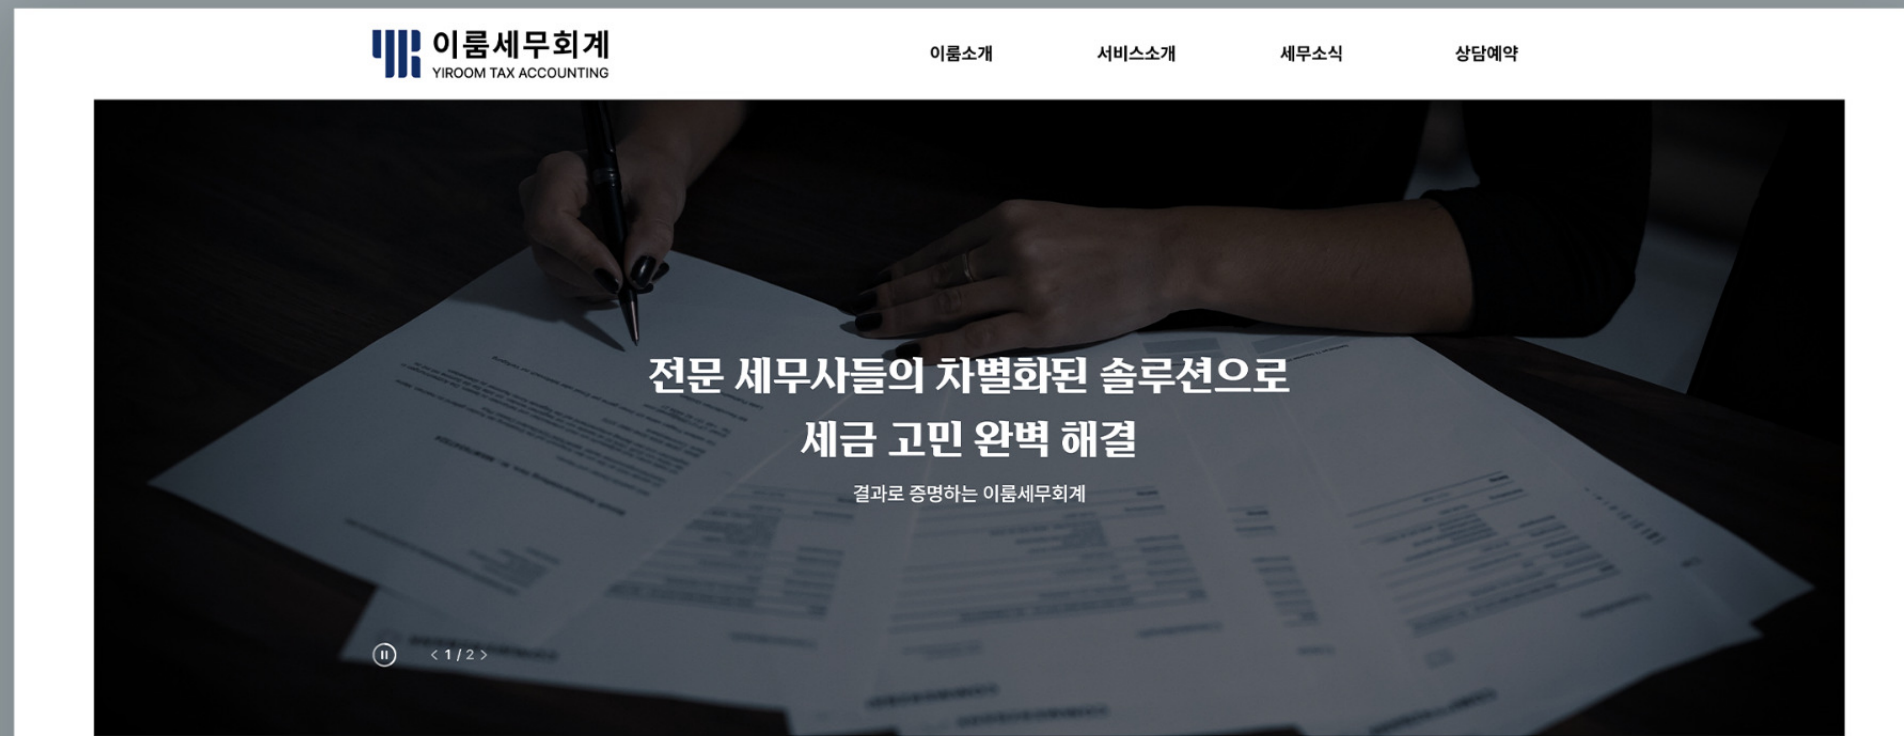 이룸세무회계
YIROOM TAX ACCOUNTING
이룸소개
서비스소개
세무소식
상담예약
전문 세무사들의 차별화된 솔루션으로
세금 고민 완벽 해결
결과로 증명하는 이룸세무회계
< 1 / 2 >